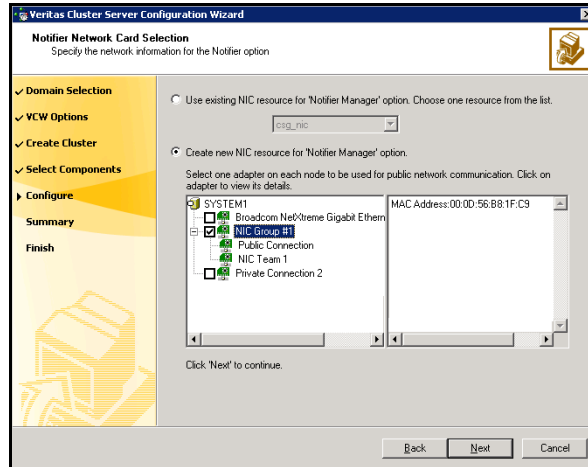 Veritas Cluster Server Configuration Wizard
Notifier Network Card Selection
Specify the network information for the Notifier option
Domain Selection
VCW Options
Create Cluster
Select Components
Configure
Summary
Finish
Use existing NIC resource for 'Notifier Manager' option. Choose one resource from the list.
csg_nic
Create new NIC resource for 'Notifier Manager' option.
Select one adapter on each node to be used for public network communication. Click on
adapter to view its details.
SYSTEM1
Broadcom NetXtreme Gigabit Ethern
NIC Group #1
Public Connection
NIC Team 1
Private Connection 2
MAC Address:00:0D:56:B8:1F:C9
Click 'Next' to continue.
Back
Next
Cancel